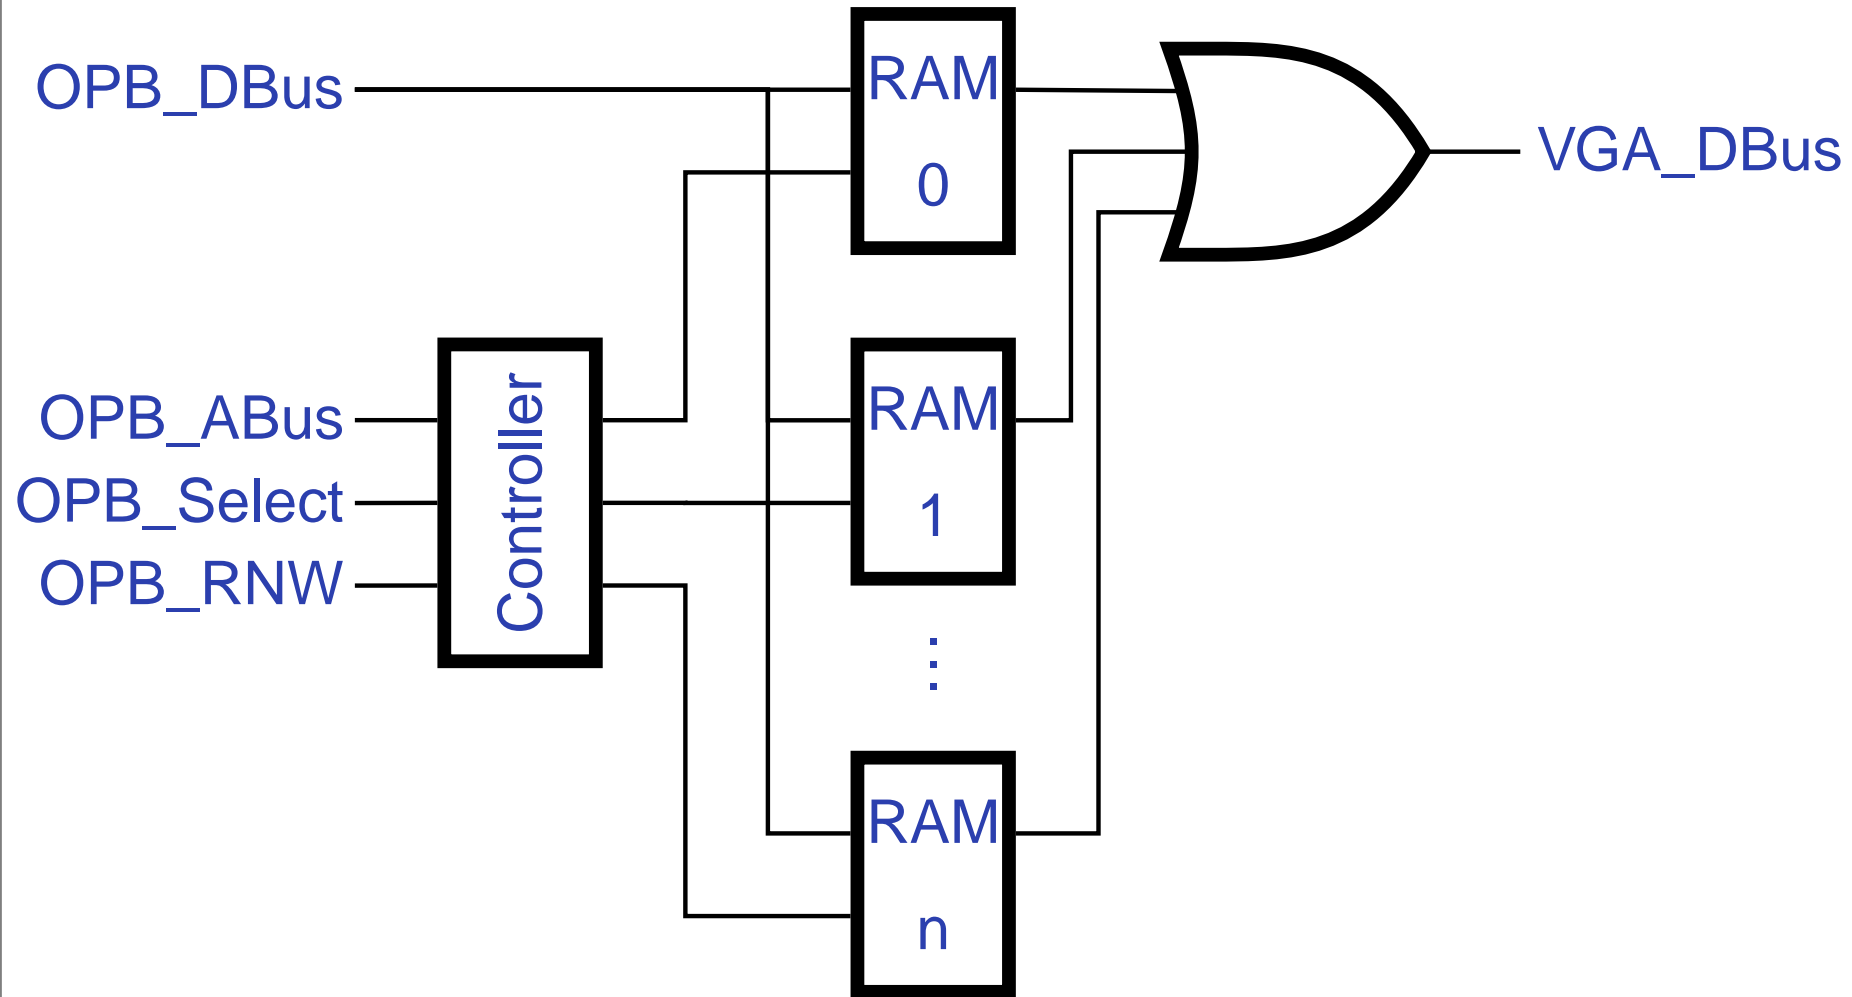 OPB_DBus
RAM
0
VGA_DBus
OPB_ABus
OPB_Select
OPB_RNW
Controller
RAM
1
⋮
RAM
n